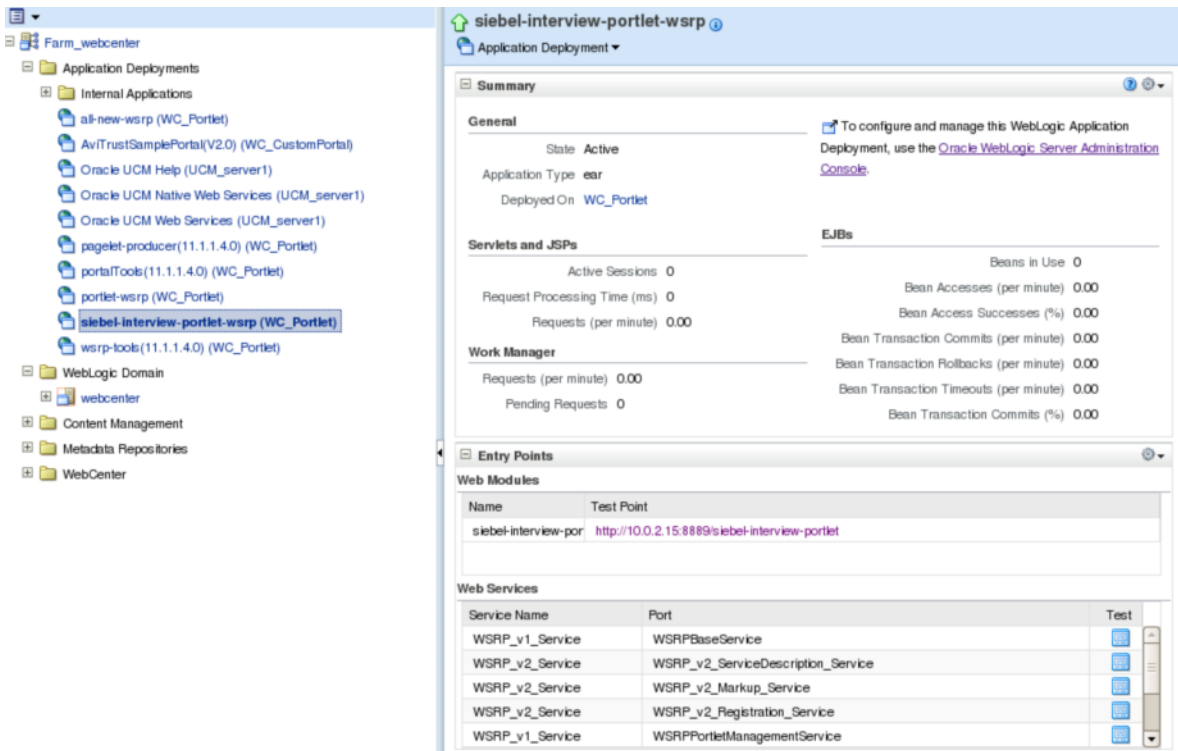 Farm_webcenter
Application Deployments
Internal Applications
all-new-wsrp (WC_Portlet)
AviTrustSamplePortal(V2.0) (WC_CustomPortal)
Oracle UCM Help (UCM_server1)
Oracle UCM Native Web Services (UCM_server1)
Oracle UCM Web Services (UCM_server1)
pagelet-producer(11.1.1.4.0) (WC_Portlet)
portalTools(11.1.1.4.0) (WC_Portlet)
portlet-wsrp (WC_Portlet)
siebel-interview-portlet-wsrp (WC_Portlet)
wsrp-tools(11.1.1.4.0) (WC_Portlet)
WebLogic Domain
webcenter
Content Management
Metadata Repositories
WebCenter
siebel-interview-portlet-wsrp
Application Deployment
Summary
General
State Active
Application Type ear
Deployed On WC_Portlet
To configure and manage this WebLogic Application
Deployment, use the Oracle WebLogic Server Administration
Console.
Servlets and JSPs
Active Sessions 0
Request Processing Time (ms) 0
Requests (per minute) 0.00
Work Manager
Requests (per minute) 0.00
Pending Requests 0
EJBs
Beans in Use 0
Bean Accesses (per minute) 0.00
Bean Access Successes (%) 0.00
Bean Transaction Commits (per minute) 0.00
Bean Transaction Rollbacks (per minute) 0.00
Bean Transaction Timeouts (per minute) 0.00
Bean Transaction Commits (%) 0.00
Entry Points
Web Modules
Name Test Point
siebel-interview-por http://10.0.2.15:8889/siebel-interview-portlet
Web Services
Service Name Port Test
WSRP_v1_Service WSRPBaseService
WSRP_v2_Service WSRP_v2_ServiceDescription_Service
WSRP_v2_Service WSRP_v2_Markup_Service
WSRP_v2_Service WSRP_v2_Registration_Service
WSRP_v1_Service WSRPPortletManagementService